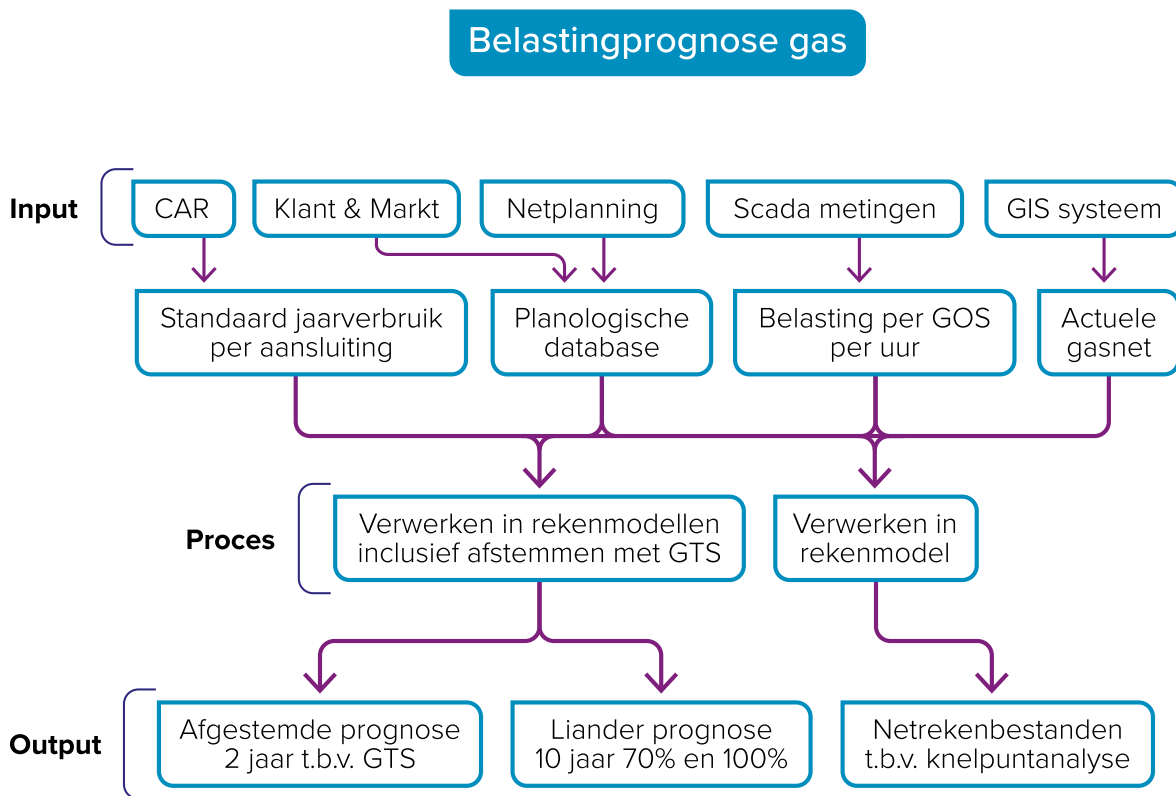 Belastingprognose gas
Input
CAR
Klant & Markt
Netplanning
Scada metingen
GIS systeem
Standaard jaarverbruik
per aansluiting
Planologische
database
Belasting per GOS
per uur
Actuele
gasnet
Proces
Verwerken in rekenmodellen
inclusief afstemmen met GTS
Verwerken in
rekenmodel
Output
Afgestemde prognose
2 jaar t.b.v. GTS
Liander prognose
10 jaar 70% en 100%
Netrekenbestanden
t.b.v. knelpuntanalyse